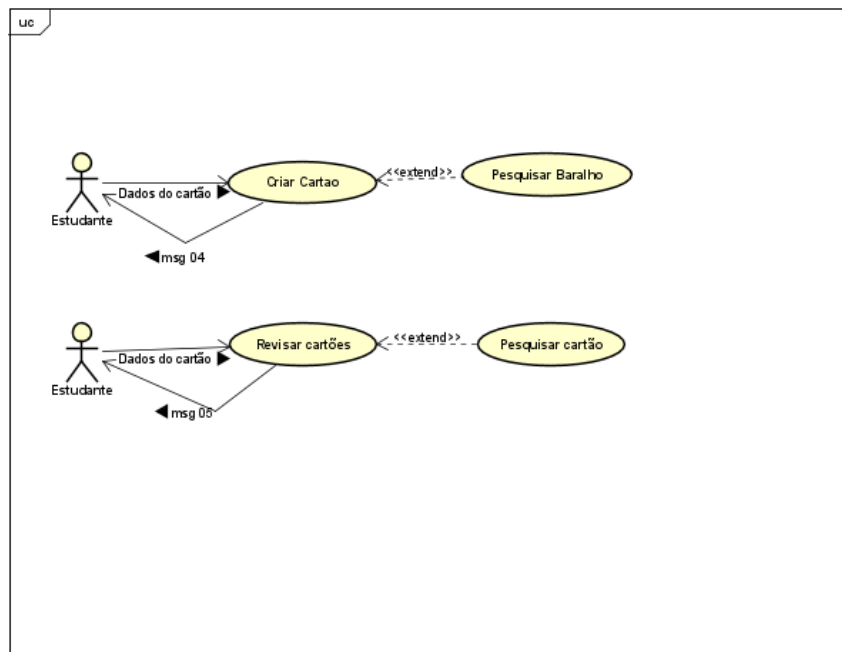 uc
Estudante
Dados do cartão
Criar Cartao
<<extend>>
Pesquisar Baralho
msg 04
Estudante
Dados do cartão
Revisar cartões
<<extend>>
Pesquisar cartão
msg 05